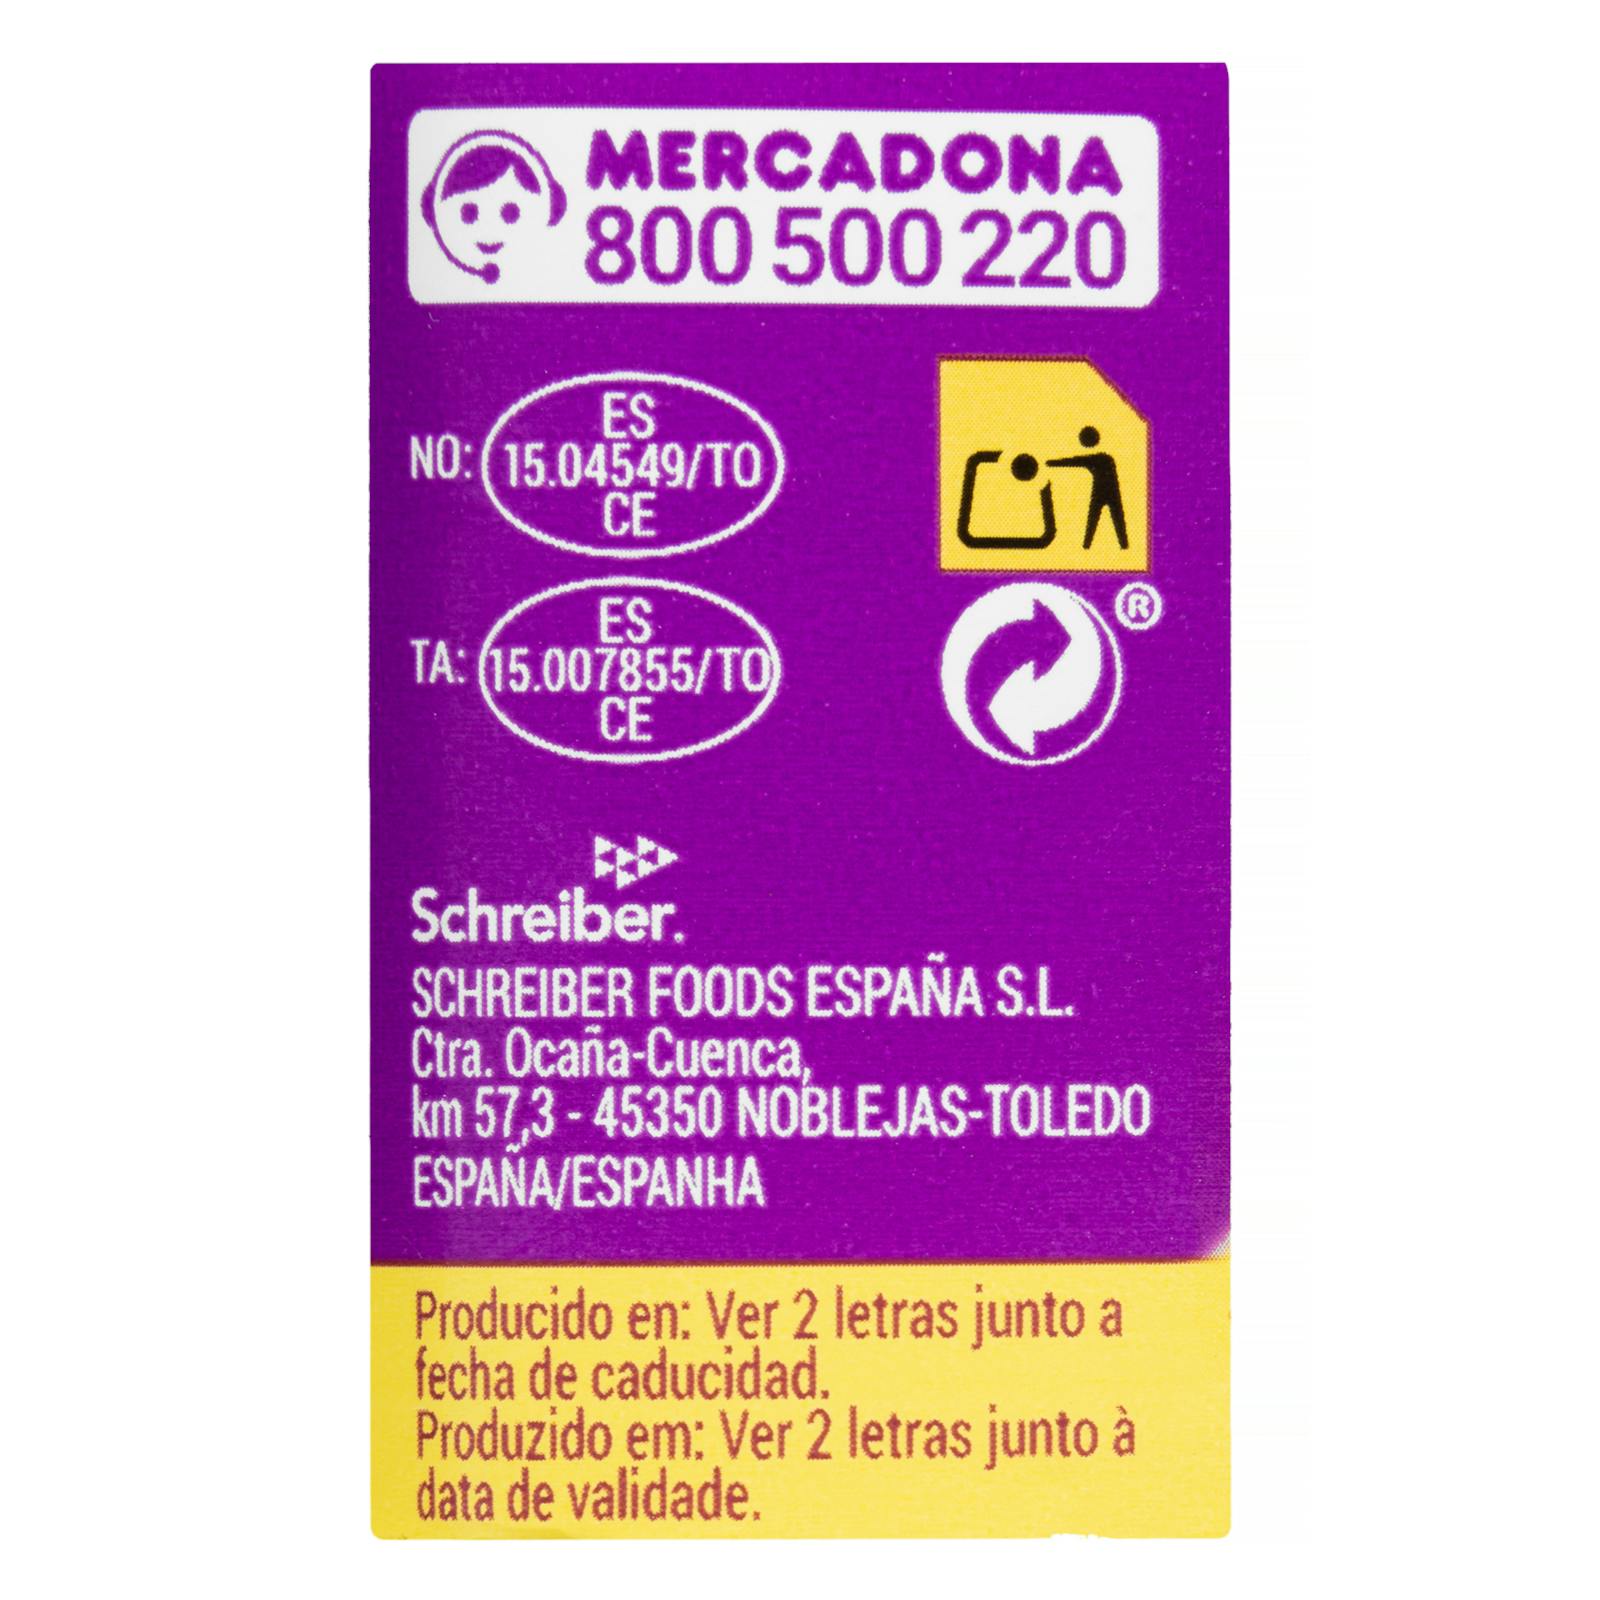 MERCADONA
800 500 220
NO: ES
15.04549/TO
CE
TA: ES
15.007855/TO
CE
®
Schreiber.
SCHREIBER FOODS ESPAÑA S.L.
Ctra. Ocaña-Cuenca,
km 57,3 - 45350 NOBLEJAS-TOLEDO
ESPAÑA/ESPANHA
Producido en: Ver 2 letras junto a
fecha de caducidad.
Produzido em: Ver 2 letras junto à
data de validade.